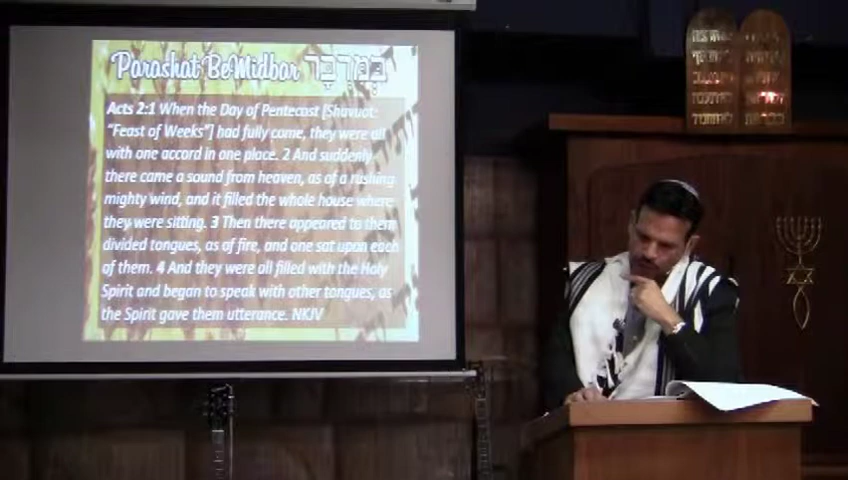 Parashat BeMidbar בְּמִדְבַּר
Acts 2:1 When the Day of Pentecost [Shavuot:
"Feast of Weeks"] had fully come, they were all
with one accord in one place. 2 And suddenly
there came a sound from heaven, as of a rushing
mighty wind, and it filled the whole house where
they were sitting. 3 Then there appeared to them
divided tongues, as of fire, and one sat upon each
of them. 4 And they were all filled with the Holy
Spirit and began to speak with other tongues, as
the Spirit gave them utterance. NKJV